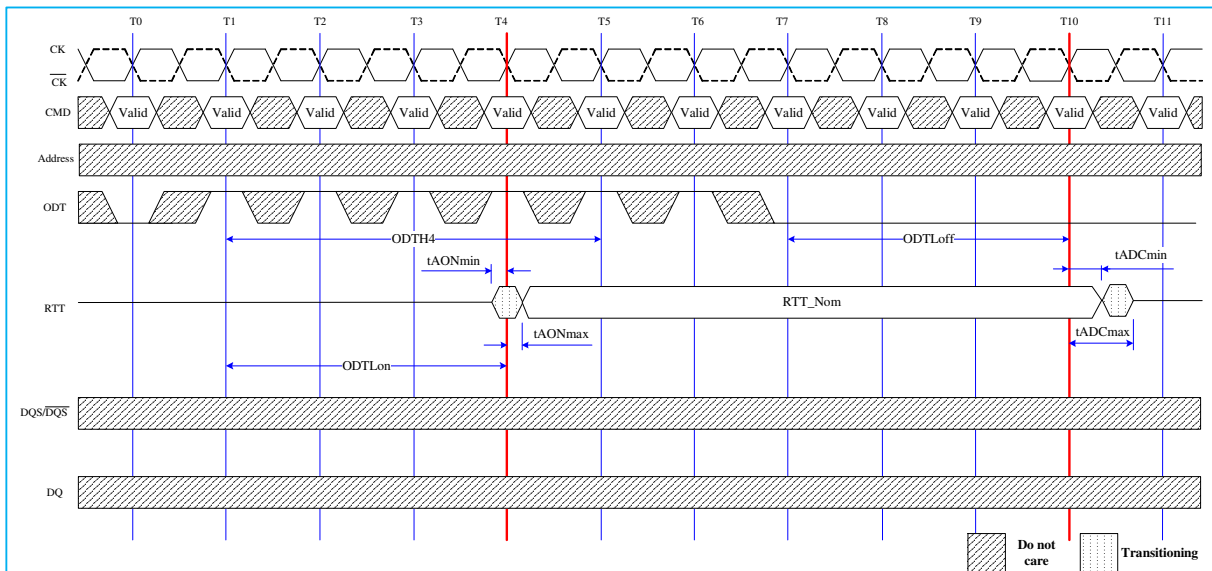 T0 T1 T2 T3 T4 T5 T6 T7 T8 T9 T10 T11
CK
CK
CMD Valid Valid Valid Valid Valid Valid Valid Valid Valid Valid Valid Valid
Address
ODT
ODTH4 ODTLoff
tAONmin tADCmin
RTT RTT_Nom
tAONmax tADCmax
ODTLon
DQS/DQS
DQ
Do not care
Transitioning